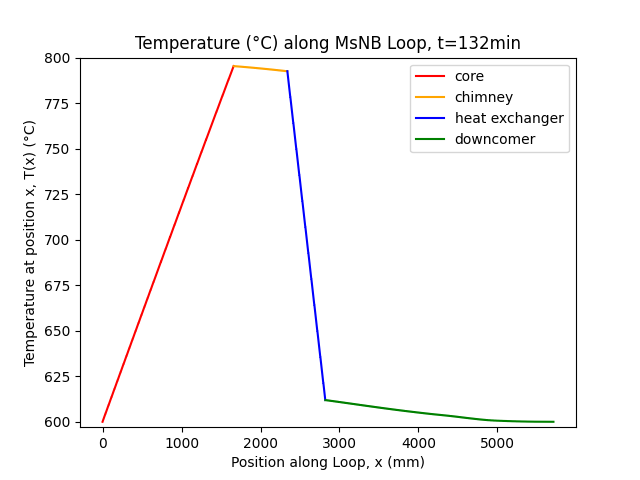 Temperature (°C) along MsNB Loop, t=132min
Temperature at position x, T(x) (°C)
800
775
750
725
700
675
650
625
600
core
chimney
heat exchanger
downcomer
0 1000 2000 3000 4000 5000
Position along Loop, x (mm)